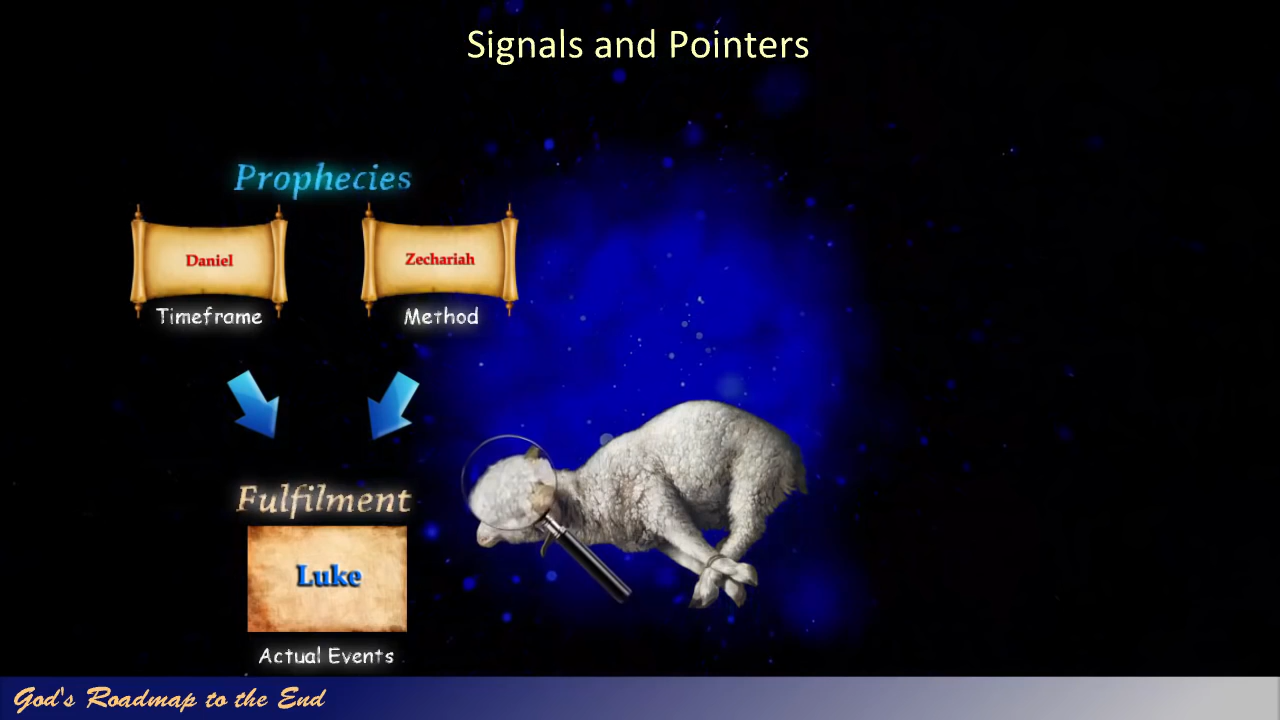 Signals and Pointers
Prophecies
Daniel
Zechariah
Timeframe
Method
Fulfilment
Luke
Actual Events
God's Roadmap to the End